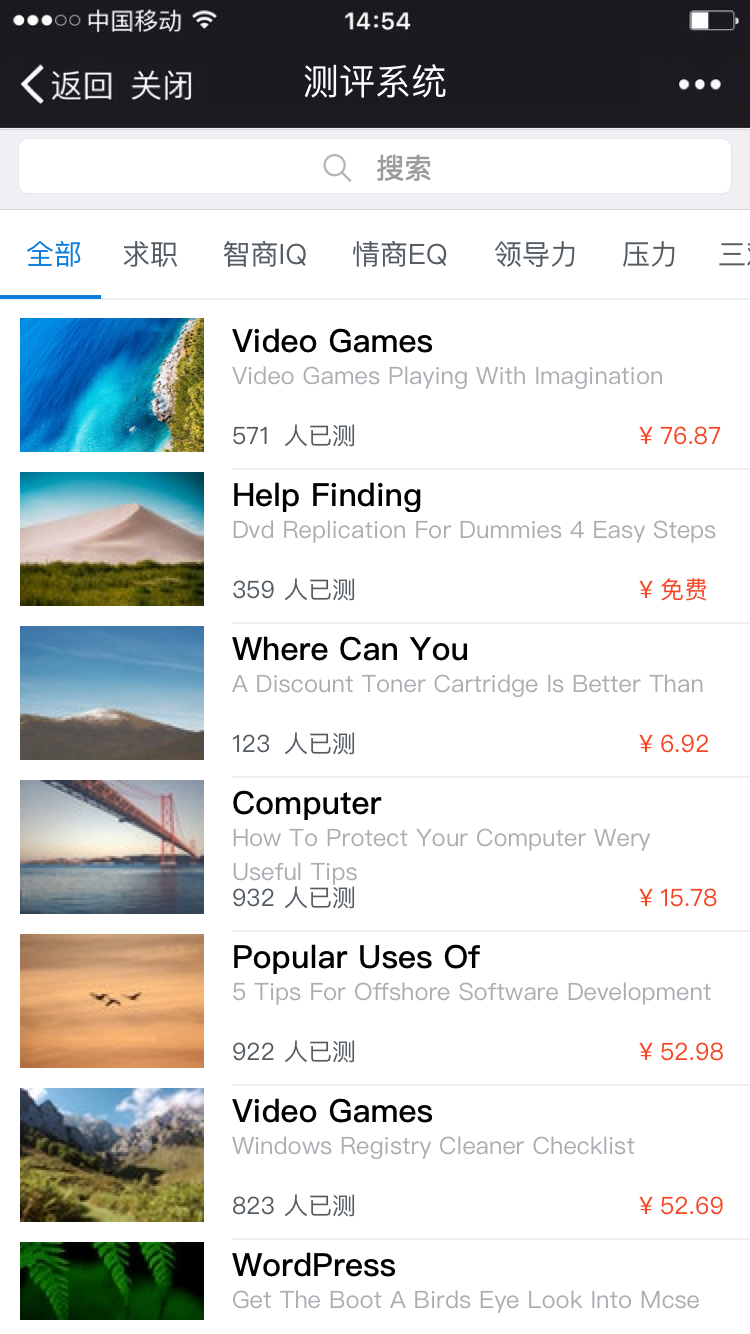 中国移动 14:54
返回 关闭 测评系统
搜索
全部 求职 智商IQ 情商EQ 领导力 压力 三
Video Games
Video Games Playing With Imagination
571 人已测 ¥ 76.87
Help Finding
Dvd Replication For Dummies 4 Easy Steps
359 人已测 ¥ 免费
Where Can You
A Discount Toner Cartridge Is Better Than
123 人已测 ¥ 6.92
Computer
How To Protect Your Computer Wery
Useful Tips
932 人已测 ¥ 15.78
Popular Uses Of
5 Tips For Offshore Software Development
922 人已测 ¥ 52.98
Video Games
Windows Registry Cleaner Checklist
823 人已测 ¥ 52.69
WordPress
Get The Boot A Birds Eye Look Into Mcse